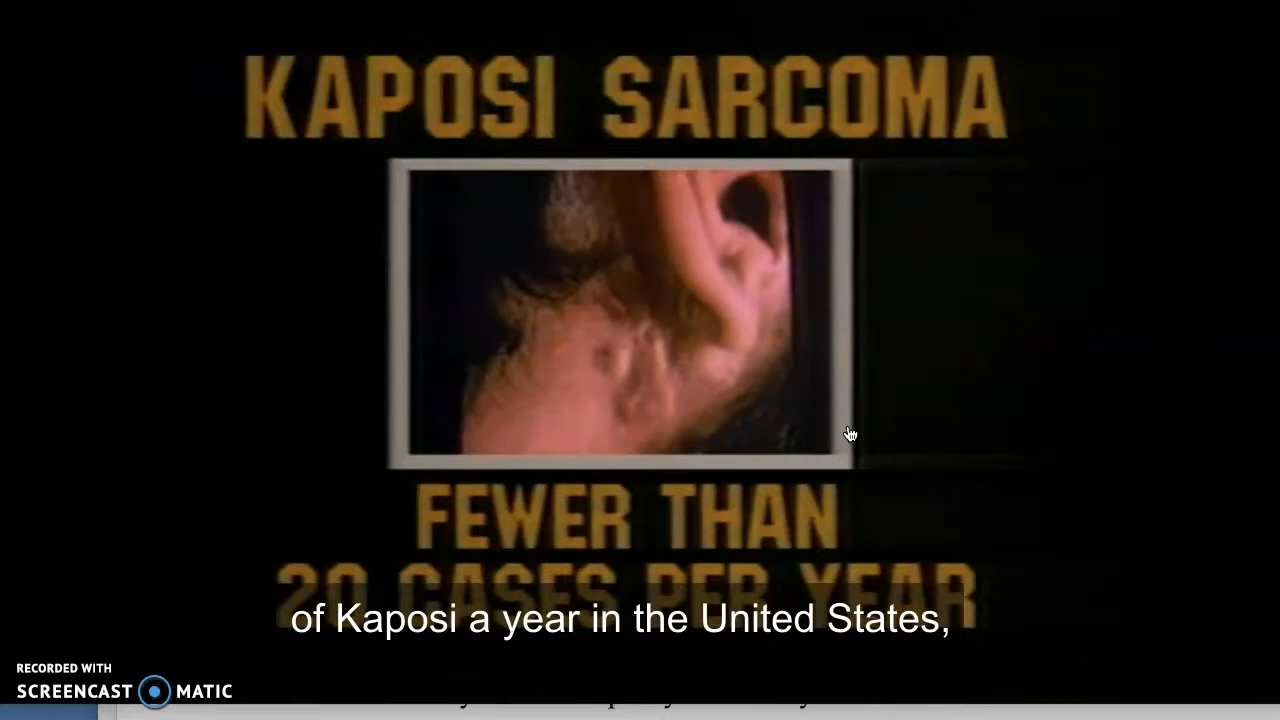 KAPOSI SARCOMA
FEWER THAN
20 CASES PER YEAR
of Kaposi a year in the United States,
RECORDED WITH
SCREENCAST MATIC